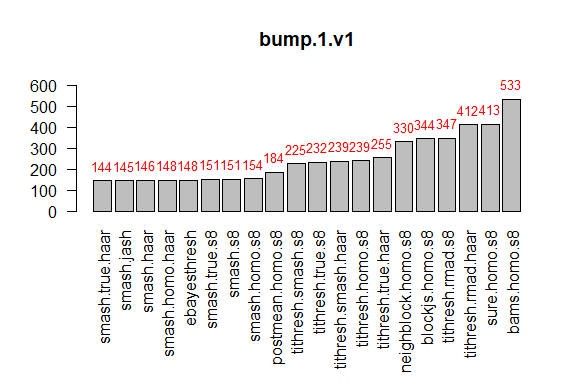 bump.1.v1
600
500
400
300
200
100
0
144 145 146 148 148 151 151 154 184 225 232 239 239 255 330 344 347 412 413 533
smash.true.haar
smash.jash
smash.haar
smash.homo.haar
ebayesthresh
smash.true.s8
smash.s8
smash.homo.s8
postmean.homo.s8
tithresh.smash.s8
tithresh.true.s8
tithresh.smash.haar
tithresh.homo.s8
tithresh.true.haar
neighblock.homo.s8
blockjs.homo.s8
tithresh.rmad.s8
tithresh.rmad.haar
sure.homo.s8
bams.homo.s8